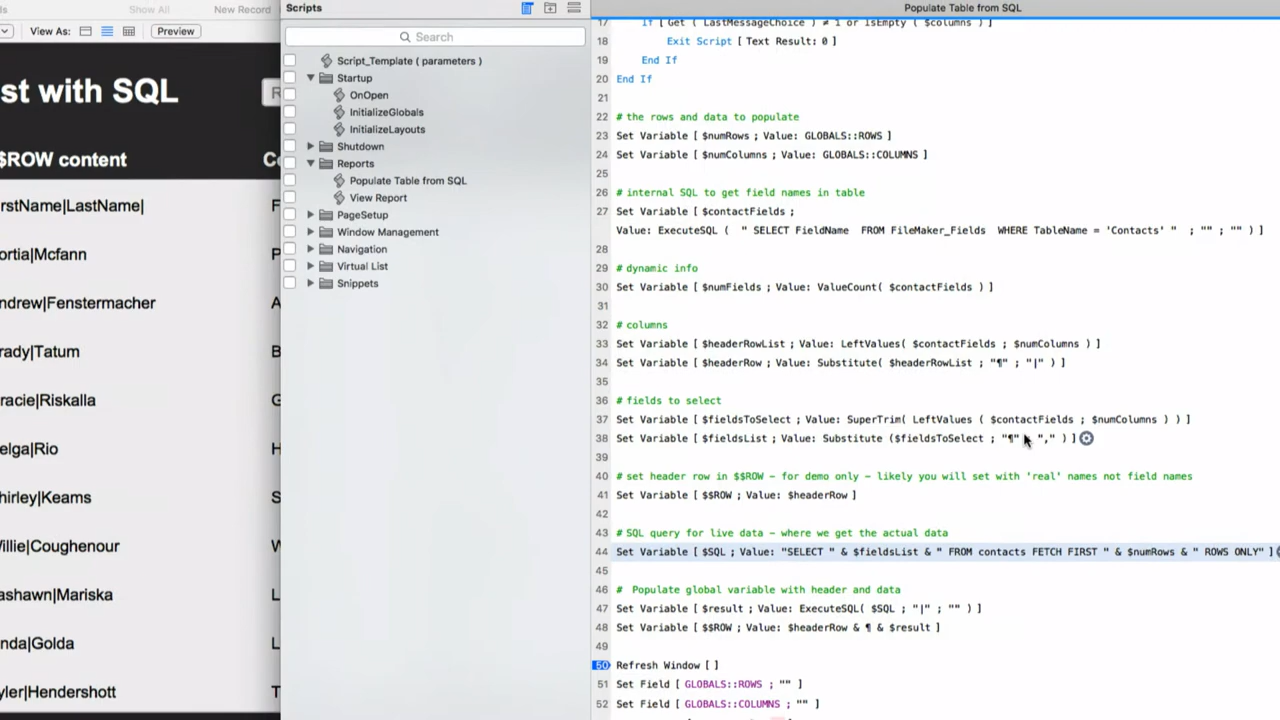 Show All
New Record
View As:
Preview
st with SQL
$ROW content
rstName|LastName|
ortia|Mcfann
ndrew|Fenstermacher
rady|Tatum
racie|Riskalla
elga|Rio
hirley|Keams
illie|Coughenour
ashawn|Mariska
nda|Golda
yler|Hendershott
Scripts
Search
Script_Template ( parameters )
Startup
OnOpen
InitializeGlobals
InitializeLayouts
Shutdown
Reports
Populate Table from SQL
View Report
PageSetup
Window Management
Navigation
Virtual List
Snippets
Populate Table from SQL
17 If [ Get ( LastMessageChoice ) ≠ 1 or IsEmpty ( $columns ) ]
18 Exit Script [ Text Result: 0 ]
19 End If
20 End If
21
22 # the rows and data to populate
23 Set Variable [ $numRows ; Value: GLOBALS::ROWS ]
24 Set Variable [ $numColumns ; Value: GLOBALS::COLUMNS ]
25
26 # internal SQL to get field names in table
27 Set Variable [ $contactFields ;
Value: ExecuteSQL ( " SELECT FieldName FROM FileMaker_Fields WHERE TableName = 'Contacts' " ; "" ; "" ) ]
28
29 # dynamic info
30 Set Variable [ $numFields ; Value: ValueCount( $contactFields ) ]
31
32 # columns
33 Set Variable [ $headerRowList ; Value: LeftValues( $contactFields ; $numColumns ) ]
34 Set Variable [ $headerRow ; Value: Substitute( $headerRowList ; "¶" ; "|" ) ]
35
36 # fields to select
37 Set Variable [ $fieldsToSelect ; Value: SuperTrim( LeftValues ( $contactFields ; $numColumns ) ) ]
38 Set Variable [ $fieldsList ; Value: Substitute ($fieldsToSelect ; "¶" ; "," ) ]
39
40 # set header row in $$ROW – for demo only – likely you will set with 'real' names not field names
41 Set Variable [ $$ROW ; Value: $headerRow ]
42
43 # SQL query for live data – where we get the actual data
44 Set Variable [ $SQL ; Value: "SELECT " & $fieldsList & " FROM contacts FETCH FIRST " & $numRows & " ROWS ONLY" ]
45
46 # Populate global variable with header and data
47 Set Variable [ $result ; Value: ExecuteSQL( $SQL ; "|" ; "" ) ]
48 Set Variable [ $$ROW ; Value: $headerRow & ¶ & $result ]
49
50 Refresh Window [ ]
51 Set Field [ GLOBALS::ROWS ; "" ]
52 Set Field [ GLOBALS::COLUMNS ; "" ]